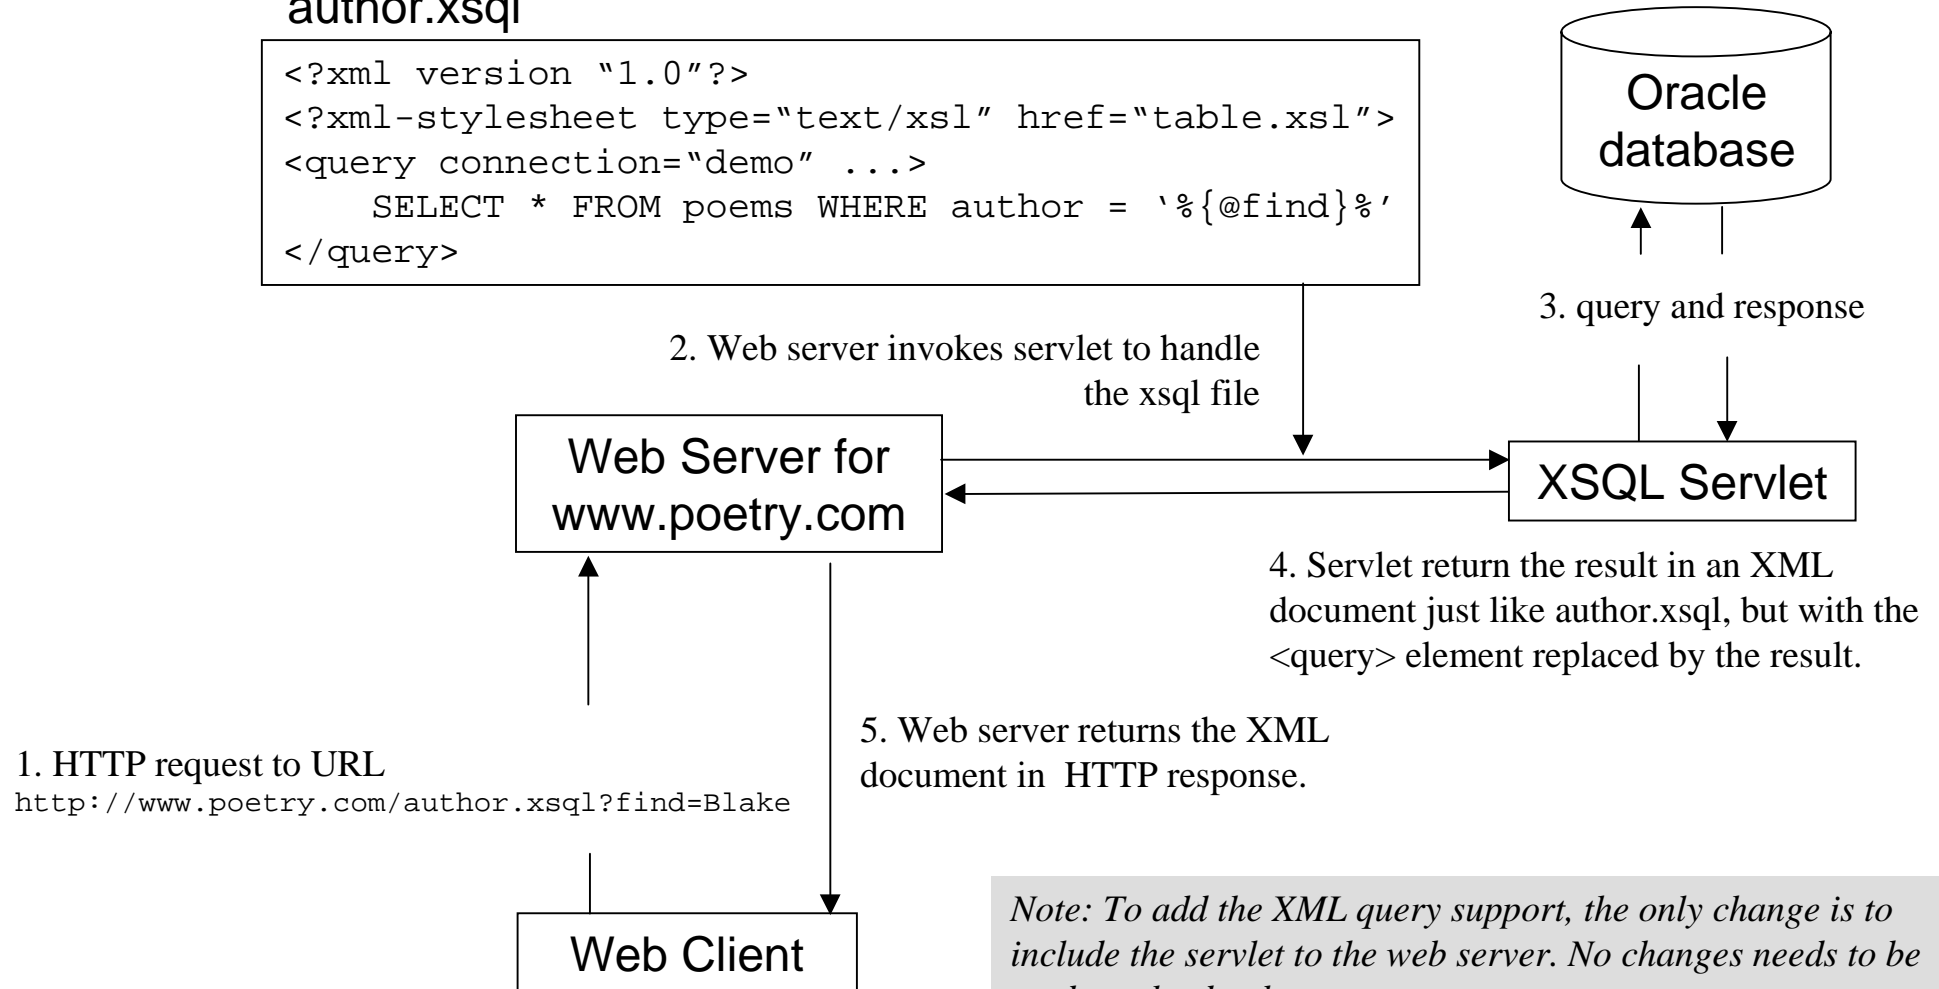 author.xsql
<?xml version “1.0”?>
<?xml-stylesheet type=“text/xsl” href=“table.xsl”>
<query connection=“demo” ...>
SELECT * FROM poems WHERE author = ‘%{@find}%’
</query>
Oracle
database
3. query and response
2. Web server invokes servlet to handle
the xsql file
Web Server for
www.poetry.com
XSQL Servlet
4. Servlet return the result in an XML
document just like author.xsql, but with the
<query> element replaced by the result.
5. Web server returns the XML
document in HTTP response.
1. HTTP request to URL
http://www.poetry.com/author.xsql?find=Blake
Web Client
Note: To add the XML query support, the only change is to
include the servlet to the web server. No changes needs to be